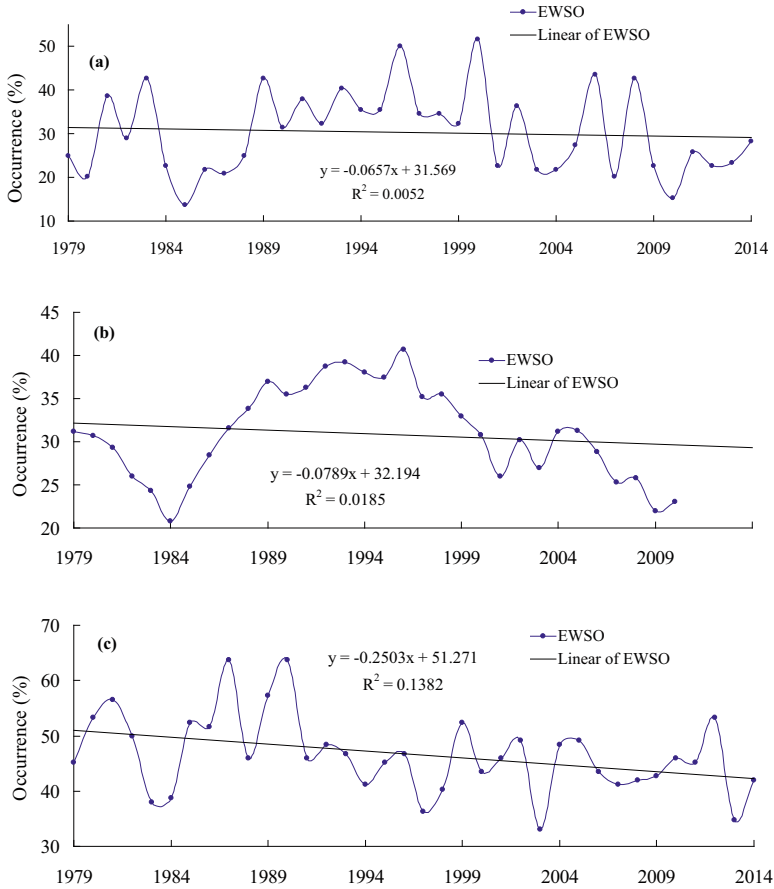 EWSO
Linear of EWSO
(a)
Occurrence (%)
50
40
30
20
10
y = -0.0657x + 31.569
R² = 0.0052
1979 1984 1989 1994 1999 2004 2009 2014
(b)
Occurrence (%)
45
40
35
30
25
20
EWSO
Linear of EWSO
y = -0.0789x + 32.194
R² = 0.0185
1979 1984 1989 1994 1999 2004 2009
(c)
Occurrence (%)
70
60
50
40
30
y = -0.2503x + 51.271
R² = 0.1382
EWSO
Linear of EWSO
1979 1984 1989 1994 1999 2004 2009 2014